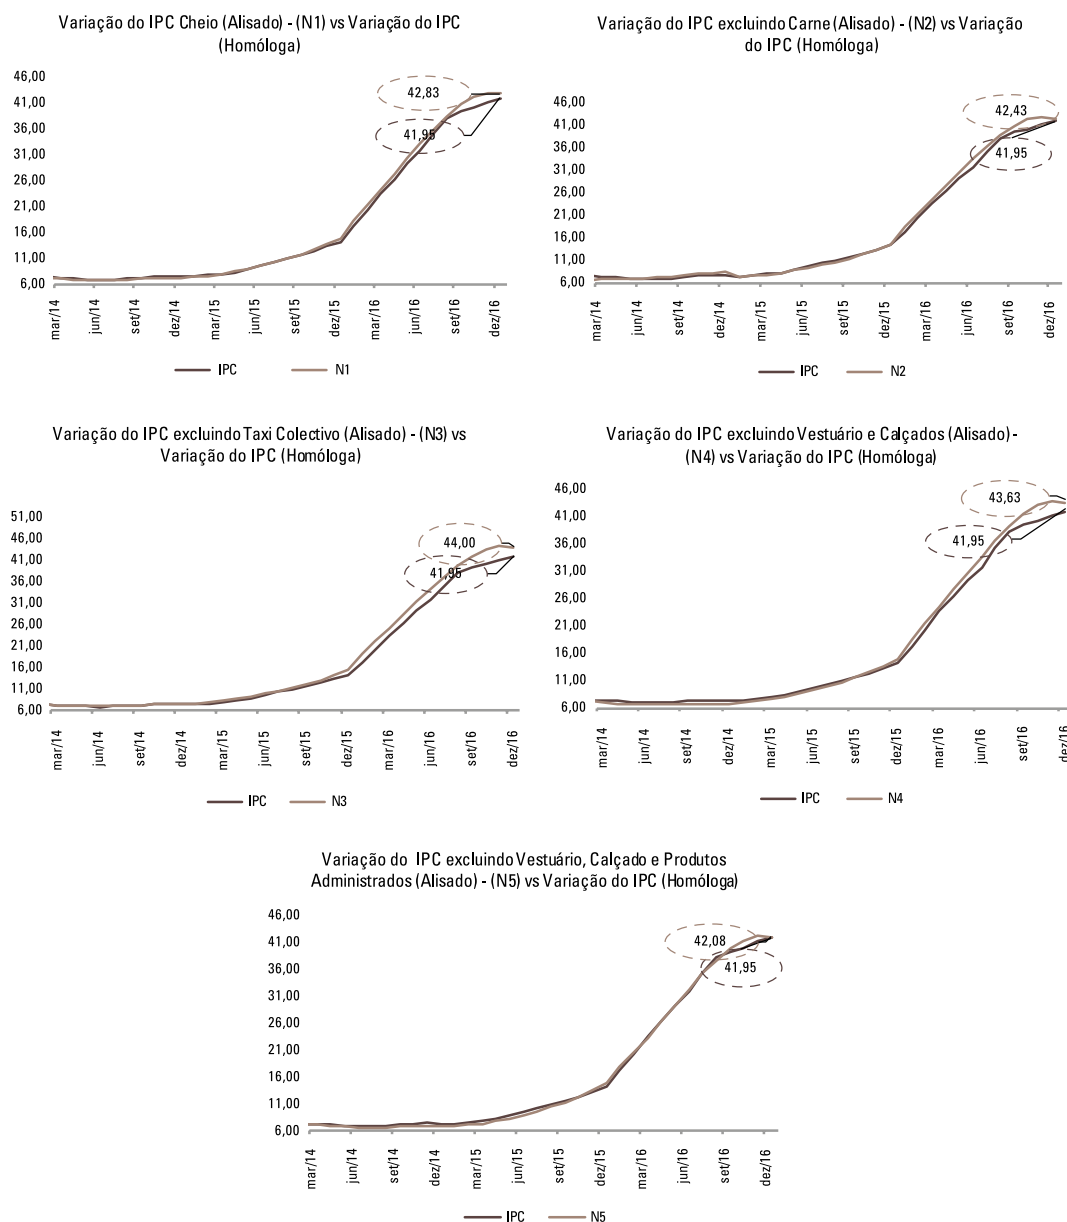 Variação do IPC Cheio (Alisado) - (N1) vs Variação do IPC
(Homóloga)
46,00
41,00
36,00
31,00
26,00
21,00
16,00
11,00
6,00
42,83
41,95
mar/14
jun/14
set/14
dez/14
mar/15
jun/15
set/15
dez/15
mar/16
jun/16
set/16
dez/16
IPC
N1
Variação do IPC excluindo Carne (Alisado) - (N2) vs Variação
do IPC (Homóloga)
46,00
41,00
36,00
31,00
26,00
21,00
16,00
11,00
6,00
42,43
41,95
mar/14
jun/14
set/14
dez/14
mar/15
jun/15
set/15
dez/15
mar/16
jun/16
set/16
dez/16
IPC
N2
Variação do IPC excluindo Taxi Colectivo (Alisado) - (N3) vs
Variação do IPC (Homóloga)
51,00
46,00
41,00
36,00
31,00
26,00
21,00
16,00
11,00
6,00
44,00
41,95
mar/14
jun/14
set/14
dez/14
mar/15
jun/15
set/15
dez/15
mar/16
jun/16
set/16
dez/16
IPC
N3
Variação do IPC excluindo Vestuário e Calçados (Alisado) -
(N4) vs Variação do IPC (Homóloga)
46,00
41,00
36,00
31,00
26,00
21,00
16,00
11,00
6,00
43,63
41,95
mar/14
jun/14
set/14
dez/14
mar/15
jun/15
set/15
dez/15
mar/16
jun/16
set/16
dez/16
IPC
N4
Variação do IPC excluindo Vestuário, Calçado e Produtos
Administrados (Alisado) - (N5) vs Variação do IPC (Homóloga)
46,00
41,00
36,00
31,00
26,00
21,00
16,00
11,00
6,00
42,08
41,95
mar/14
jun/14
set/14
dez/14
mar/15
jun/15
set/15
dez/15
mar/16
jun/16
set/16
dez/16
IPC
N5